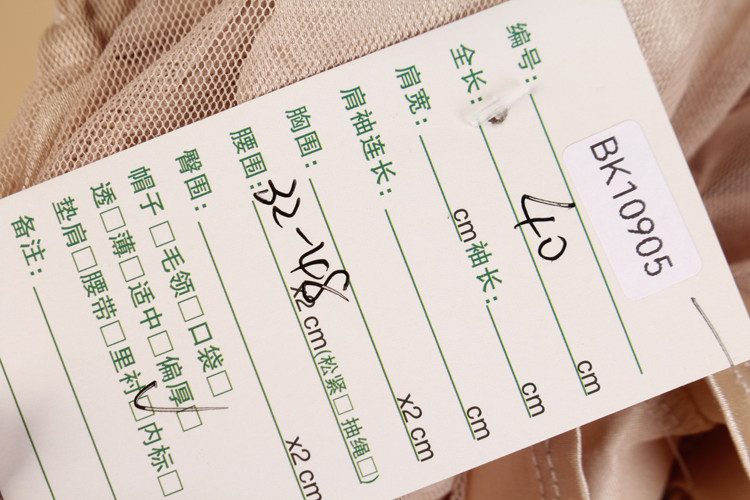 编号: BK10905
全长: 40 cm
肩宽: cm 袖长: cm
肩袖连长: cm
胸围: x2 cm
腰围: 32-48 x2 cm (松紧□ 抽绳□)
臀围: x2 cm
帽子□ 毛领□ 口袋□
透□ 薄□ 适中□ 偏厚□
垫肩□ 腰带□ 里衬□ 内标□
备注: